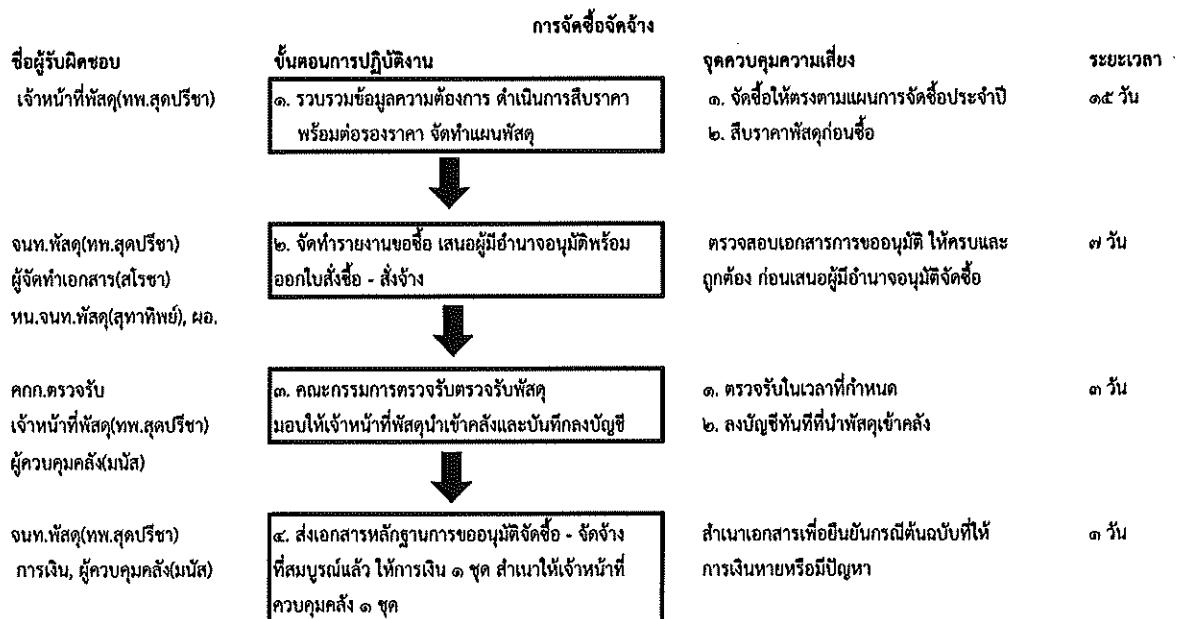 การจัดซื้อจัดจ้าง
ชื่อผู้รับผิดชอบ ขั้นตอนการปฏิบัติงาน จุดควบคุมความเสี่ยง ระยะเวลา
เจ้าหน้าที่พัสดุ(ทพ.สุดปรีชา) ๑. รวบรวมข้อมูลความต้องการ ดำเนินการสืบราคา ๑. จัดซื้อให้ตรงตามแผนการจัดซื้อประจำปี ๑๕ วัน
พร้อมต่อรองราคา จัดทำแผนพัสดุ ๒. สืบราคาพัสดุก่อนซื้อ
จนท.พัสดุ(ทพ.สุดปรีชา) ๒. จัดทำรายงานขอซื้อ เสนอผู้มีอำนาจอนุมัติพร้อม ตรวจสอบเอกสารการขออนุมัติ ให้ครบและ ๗ วัน
ผู้จัดทำเอกสาร(สโรชา) ออกใบสั่งซื้อ - สั่งจ้าง ถูกต้อง ก่อนเสนอผู้มีอำนาจอนุมัติจัดซื้อ
หน.จนท.พัสดุ(สุทาทิพย์), ผอ.
คกก.ตรวจรับ ๓. คณะกรรมการตรวจรับตรวจรับพัสดุ ๑. ตรวจรับในเวลาที่กำหนด ๓ วัน
เจ้าหน้าที่พัสดุ(ทพ.สุดปรีชา) มอบให้เจ้าหน้าที่พัสดุนำเข้าคลังและบันทึกลงบัญชี ๒. ลงบัญชีทันทีที่นำพัสดุเข้าคลัง
ผู้ควบคุมคลัง(มนัส)
จนท.พัสดุ(ทพ.สุดปรีชา) ๔. ส่งเอกสารหลักฐานการขออนุมัติจัดซื้อ - จัดจ้าง สำเนาเอกสารเพื่อยืนยันกรณีต้นฉบับที่ให้ ๑ วัน
การเงิน, ผู้ควบคุมคลัง(มนัส) ที่สมบูรณ์แล้ว ให้การเงิน ๑ ชุด สำเนาให้เจ้าหน้าที่ การเงินหายหรือมีปัญหา
ควบคุมคลัง ๑ ชุด